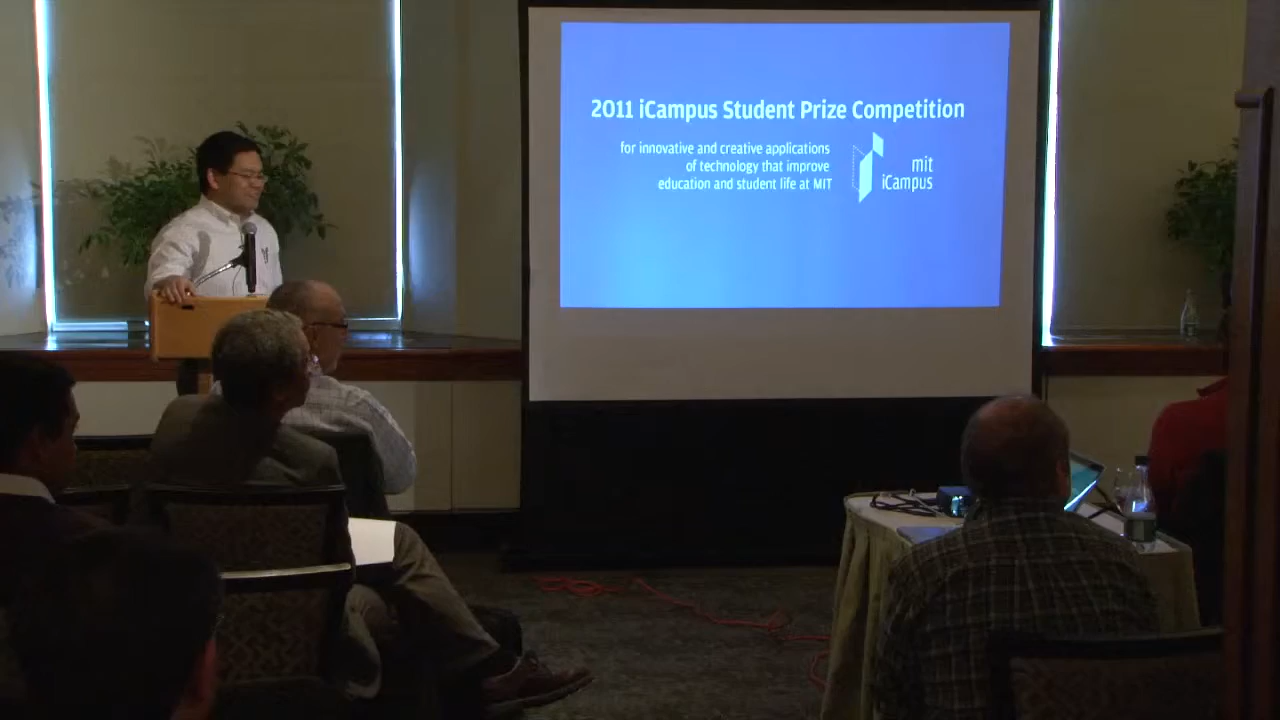 2011 iCampus Student Prize Competition
for innovative and creative applications
of technology that improve
education and student life at MIT
mit
iCampus